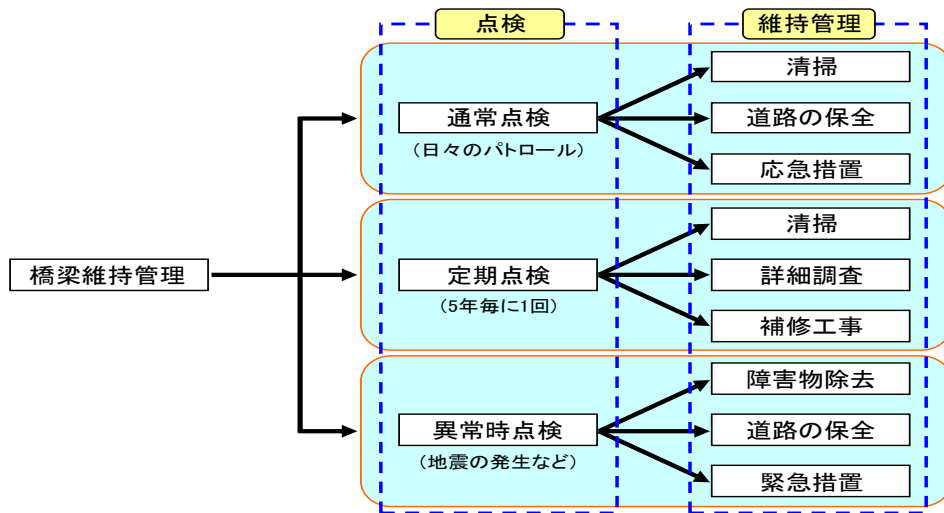 点検
維持管理
清掃
通常点検
道路の保全
(日々のパトロール)
応急措置
清掃
橋梁維持管理
定期点検
詳細調査
(5年毎に1回)
補修工事
障害物除去
異常時点検
道路の保全
(地震の発生など)
緊急措置